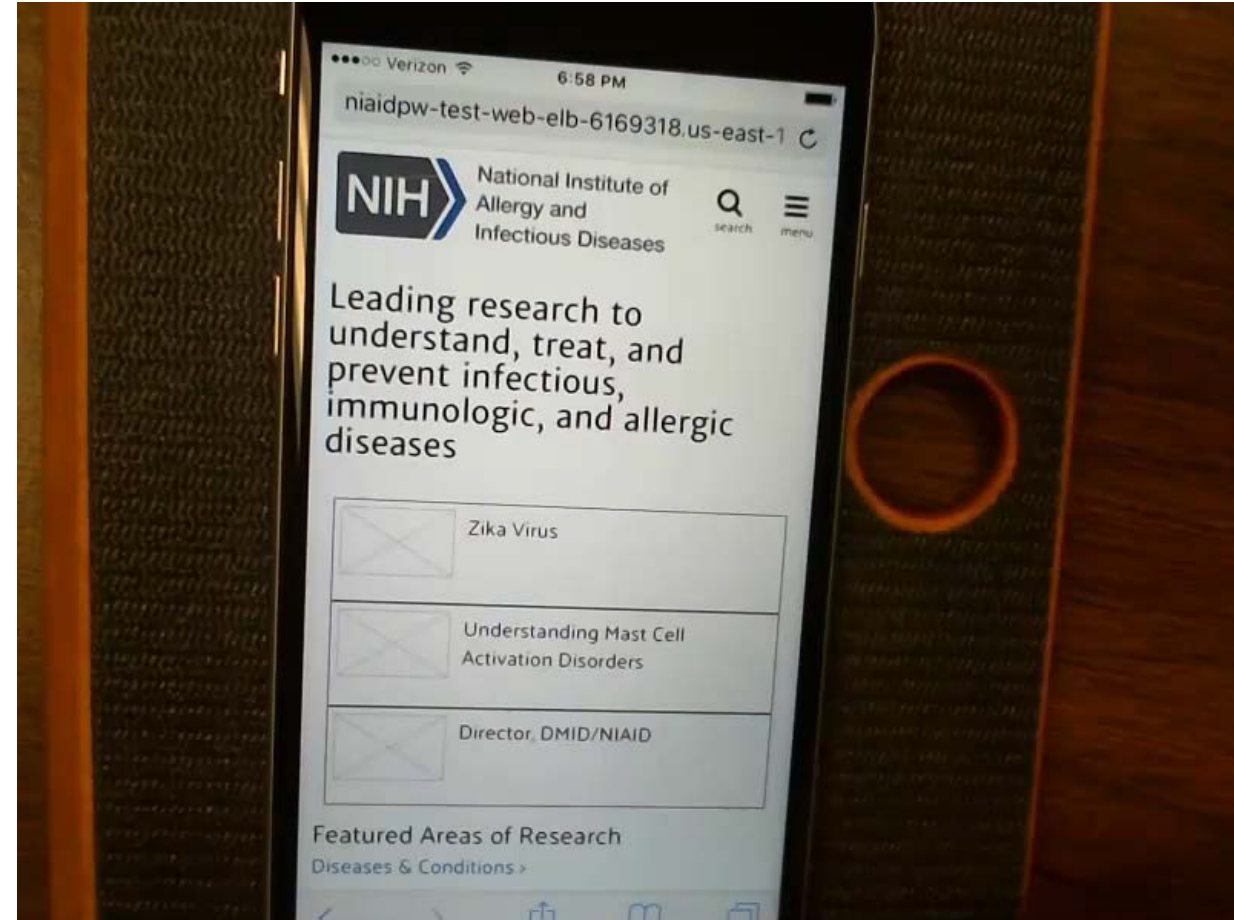 Verizon
6:58 PM
niaidpw-test-web-elb-6169318.us-east-1
NIH
National Institute of
Allergy and
Infectious Diseases
search
menu
Leading research to
understand, treat, and
prevent infectious,
immunologic, and allergic
diseases
Zika Virus
Understanding Mast Cell
Activation Disorders
Director, DMID/NIAID
Featured Areas of Research
Diseases & Conditions >